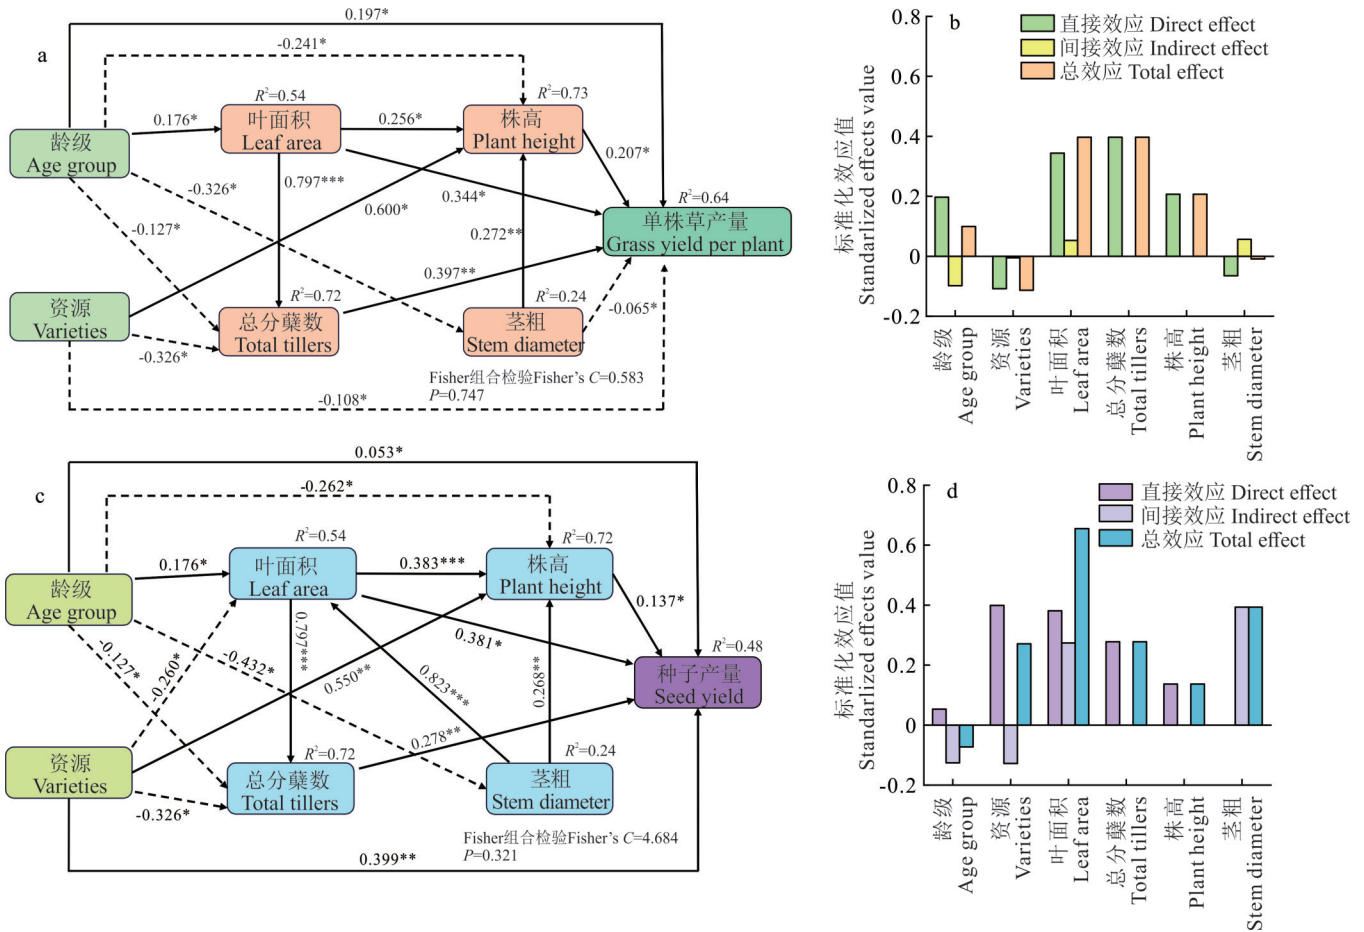 a
0.197*
-0.241*
R²=0.54
R²=0.73
龄级
Age group
0.176*
叶面积
Leaf area
0.256*
株高
Plant height
0.207*
-0.326*
0.797***
0.344*
0.600*
R²=0.64
单株草产量
Grass yield per plant
-0.127*
0.272**
0.397**
资源
Varieties
R²=0.72
R²=0.24
-0.065*
总分蘖数
Total tillers
茎粗
Stem diameter
-0.326*
Fisher组合检验Fisher's C=0.583
P=0.747
-0.108*
b
直接效应 Direct effect
间接效应 Indirect effect
总效应 Total effect
标准化效应值
Standarlized effects value
0.8
0.6
0.4
0.2
0
-0.2
龄级
Age group
资源
Varieties
叶面积
Leaf area
总分蘖数
Total tillers
株高
Plant height
茎粗
Stem diameter
c
0.053*
-0.262*
R²=0.54
R²=0.72
龄级
Age group
0.176*
叶面积
Leaf area
0.383***
株高
Plant height
0.137*
-0.127*
-0.260*
-0.432*
0.797***
0.381*
0.550**
0.823***
0.268**
R²=0.48
种子产量
Seed yield
0.278**
资源
Varieties
R²=0.72
R²=0.24
总分蘖数
Total tillers
茎粗
Stem diameter
-0.326*
Fisher组合检验Fisher's C=4.684
P=0.321
0.399**
d
直接效应 Direct effect
间接效应 Indirect effect
总效应 Total effect
标准化效应值
Standarlized effects value
0.8
0.6
0.4
0.2
0
-0.2
龄级
Age group
资源
Varieties
叶面积
Leaf area
总分蘖数
Total tillers
株高
Plant height
茎粗
Stem diameter